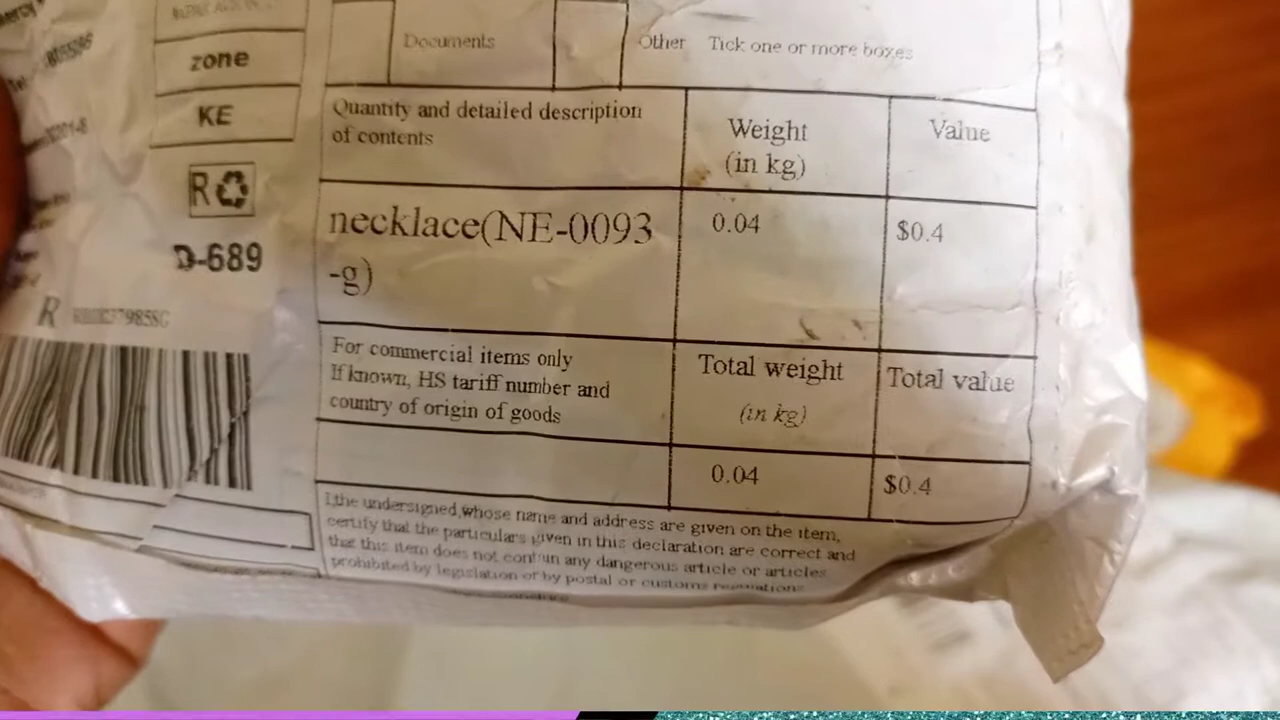 zone
KE
R
D-689
R
Documents
Other Tick one or more boxes
Quantity and detailed description
of contents
Weight
(in kg)
Value
necklace(NE-0093
-g)
0.04
$0.4
For commercial items only
If known, HS tariff number and
country of origin of goods
Total weight
(in kg)
Total value
0.04
$0.4
I,the undersigned,whose name and address are given on the item,
certify that the particulars given in this declaration are correct and
that this item does not contain any dangerous article or articles
prohibited by legislation of by postal or customs regulations